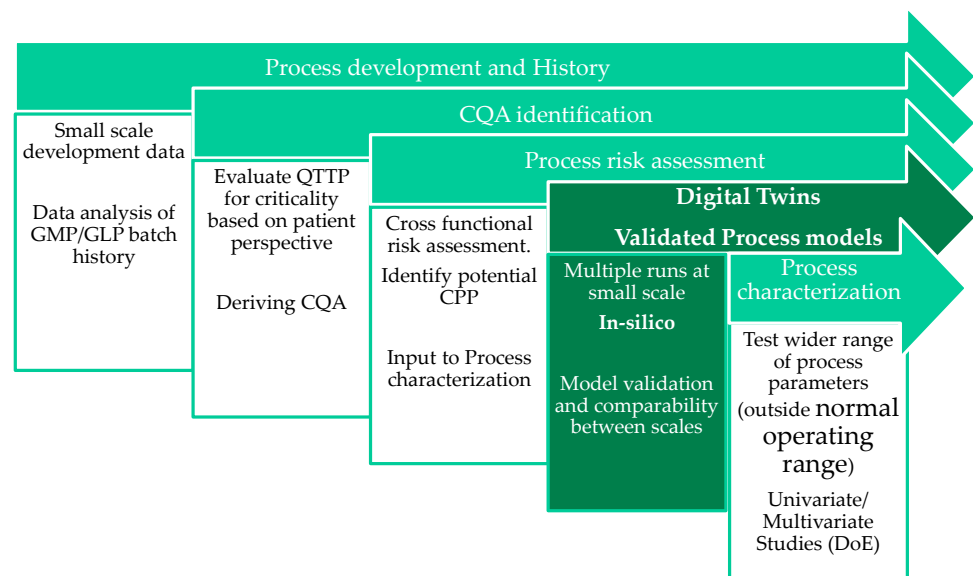 Process development and History
Small scale
development data
Data analysis of
GMP/GLP batch
history
CQA identification
Evaluate QTTP
for criticality
based on patient
perspective
Deriving CQA
Process risk assessment
Cross functional
risk assessment.
Identify potential
CPP
Input to Process
characterization
Digital Twins
Validated Process models
Multiple runs at
small scale
In-silico
Model validation
and comparability
between scales
Process
characterization
Test wider range
of process
parameters
(outside normal
operating
range)
Univariate/
Multivariate
Studies (DoE)